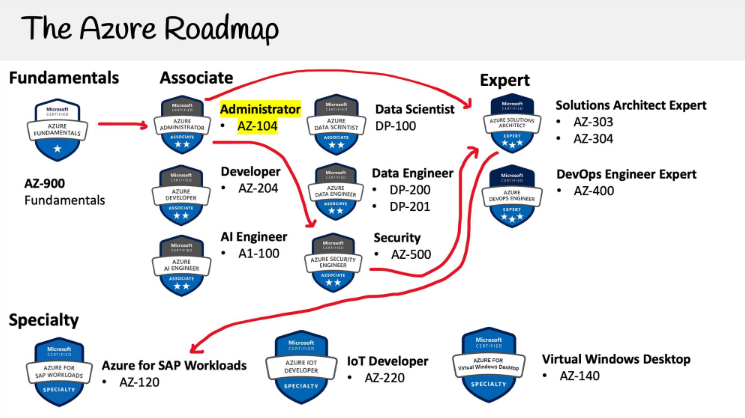 The Azure Roadmap
Fundamentals
Associate
Expert
Microsoft
CERTIFIED
AZURE
FUNDAMENTALS
AZ-900
Fundamentals
Microsoft
CERTIFIED
AZURE
ADMINISTRATOR
ASSOCIATE
Administrator
• AZ-104
Microsoft
CERTIFIED
AZURE
DATA SCIENTIST
ASSOCIATE
Data Scientist
DP-100
Microsoft
CERTIFIED
AZURE SOLUTIONS
ARCHITECT
EXPERT
Solutions Architect Expert
• AZ-303
• AZ-304
Microsoft
CERTIFIED
AZURE
DEVELOPER
ASSOCIATE
Developer
• AZ-204
Microsoft
CERTIFIED
AZURE
DATA ENGINEER
ASSOCIATE
Data Engineer
• DP-200
• DP-201
Microsoft
CERTIFIED
AZURE
DEVOPS ENGINEER
EXPERT
DevOps Engineer Expert
• AZ-400
Microsoft
CERTIFIED
AZURE
AI ENGINEER
ASSOCIATE
AI Engineer
• A1-100
Microsoft
CERTIFIED
AZURE SECURITY
ENGINEER
ASSOCIATE
Security
• AZ-500
Specialty
Microsoft
CERTIFIED
AZURE FOR
SAP WORKLOADS
SPECIALTY
Azure for SAP Workloads
• AZ-120
Microsoft
CERTIFIED
AZURE IOT
DEVELOPER
SPECIALTY
IoT Developer
• AZ-220
Microsoft
CERTIFIED
AZURE FOR
Virtual Windows Desktop
SPECIALTY
Virtual Windows Desktop
• AZ-140